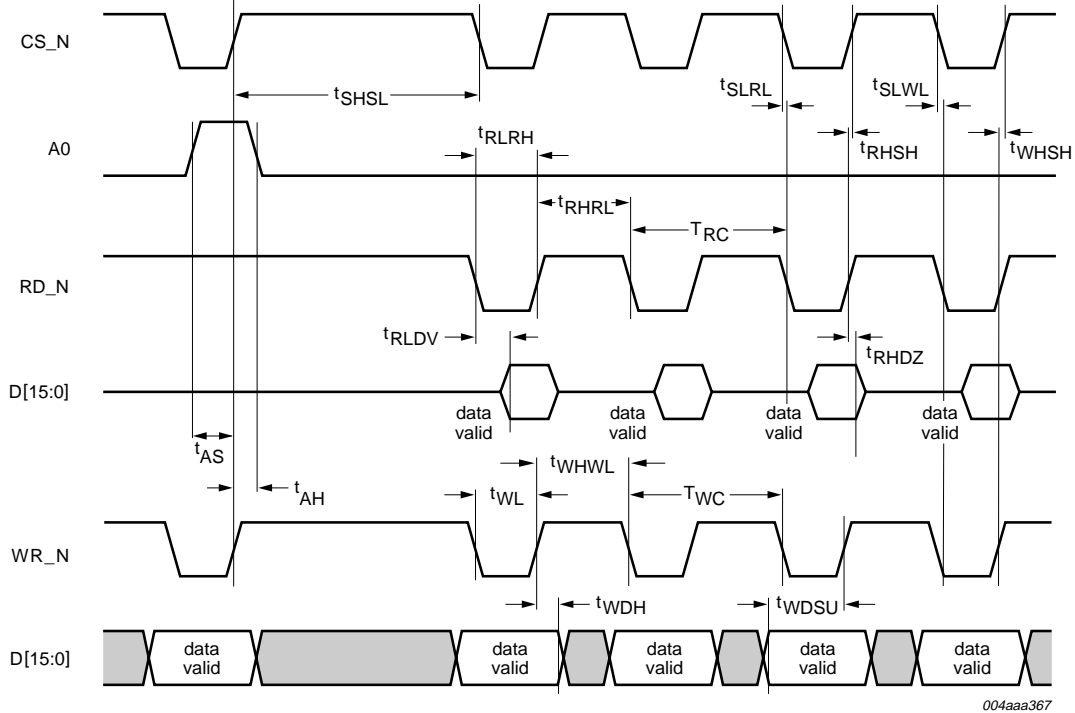 CS_N
tSHSL
tSLRL
tSLWL
A0
tRLRH
tRHSH
tWHSH
tRHRL
TRC
RD_N
tRLDV
tRHDZ
D[15:0]
data
valid
data
valid
data
valid
data
valid
tAS
tWHWL
tAH
tWL
TWC
WR_N
tWDH
tWDSU
D[15:0]
data
valid
data
valid
data
valid
data
valid
data
valid
004aaa367